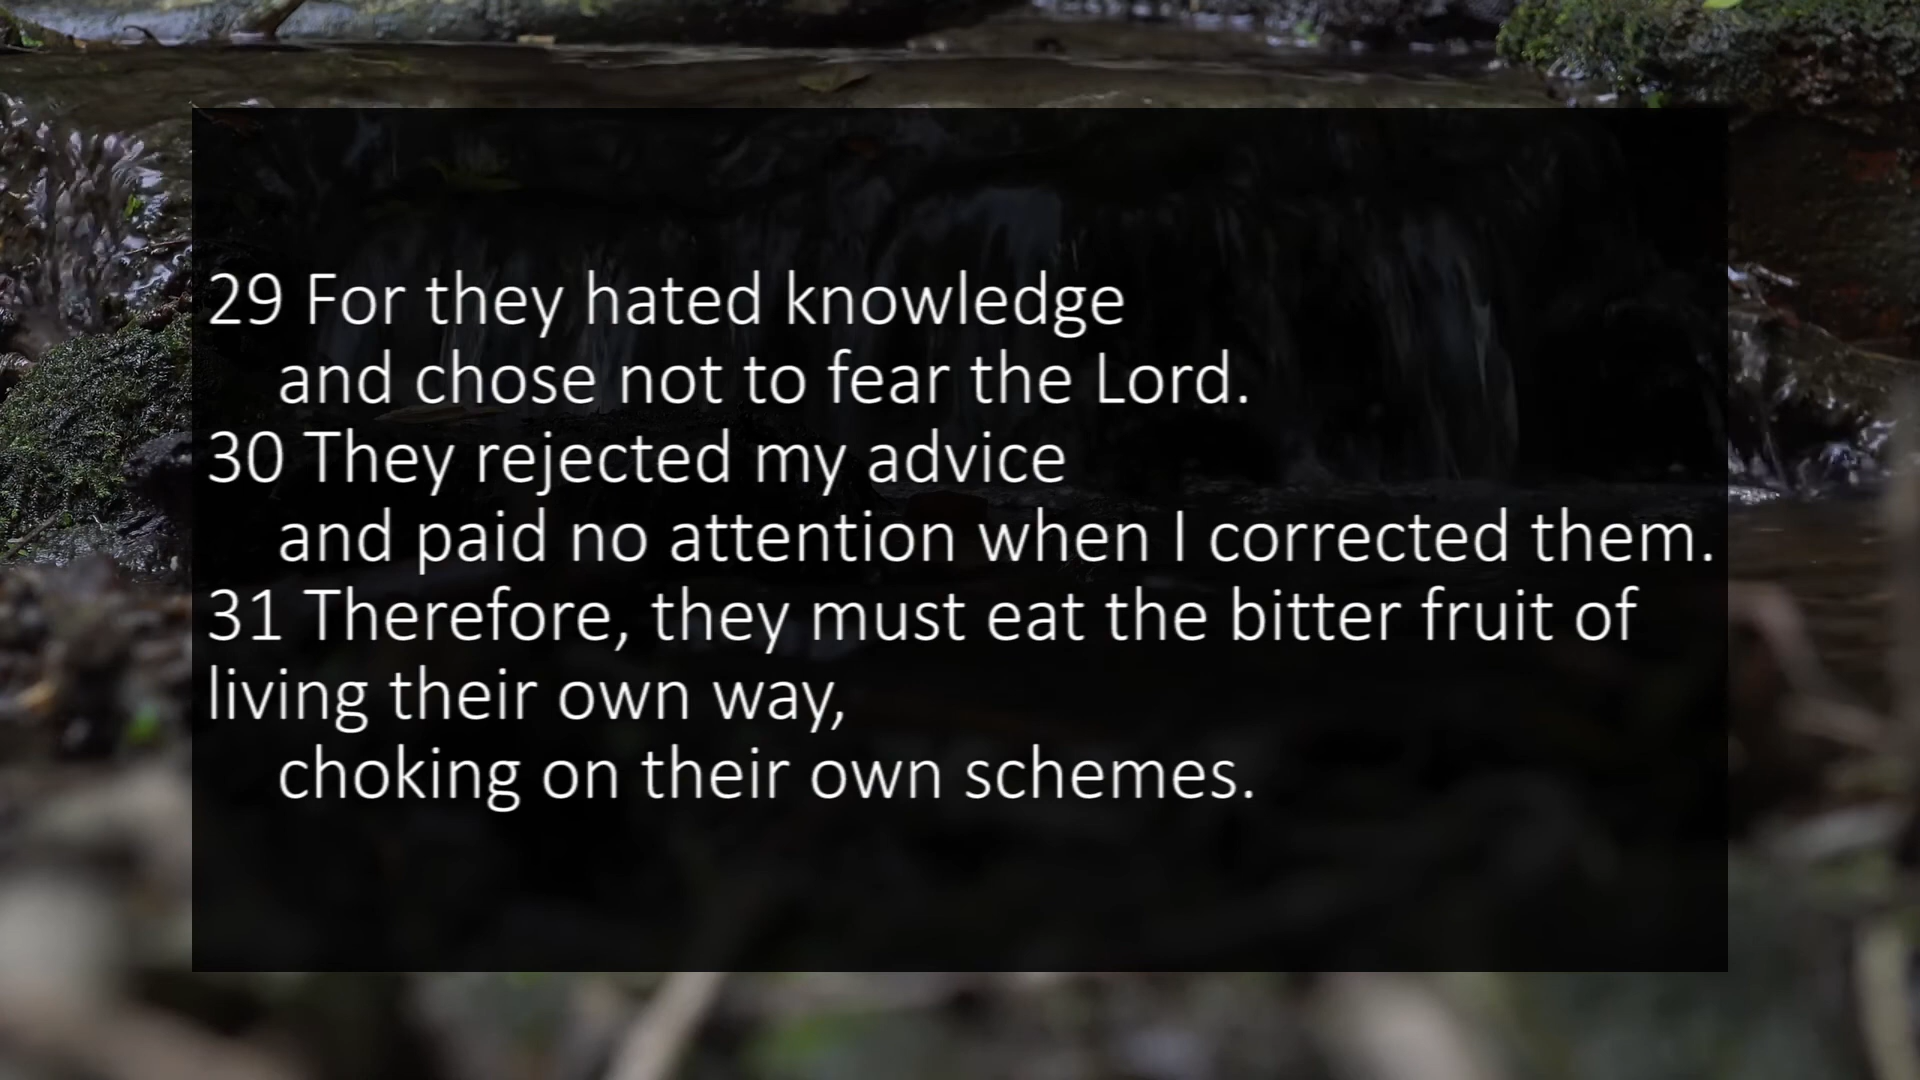 29 For they hated knowledge
and chose not to fear the Lord.
30 They rejected my advice
and paid no attention when I corrected them.
31 Therefore, they must eat the bitter fruit of
living their own way,
choking on their own schemes.